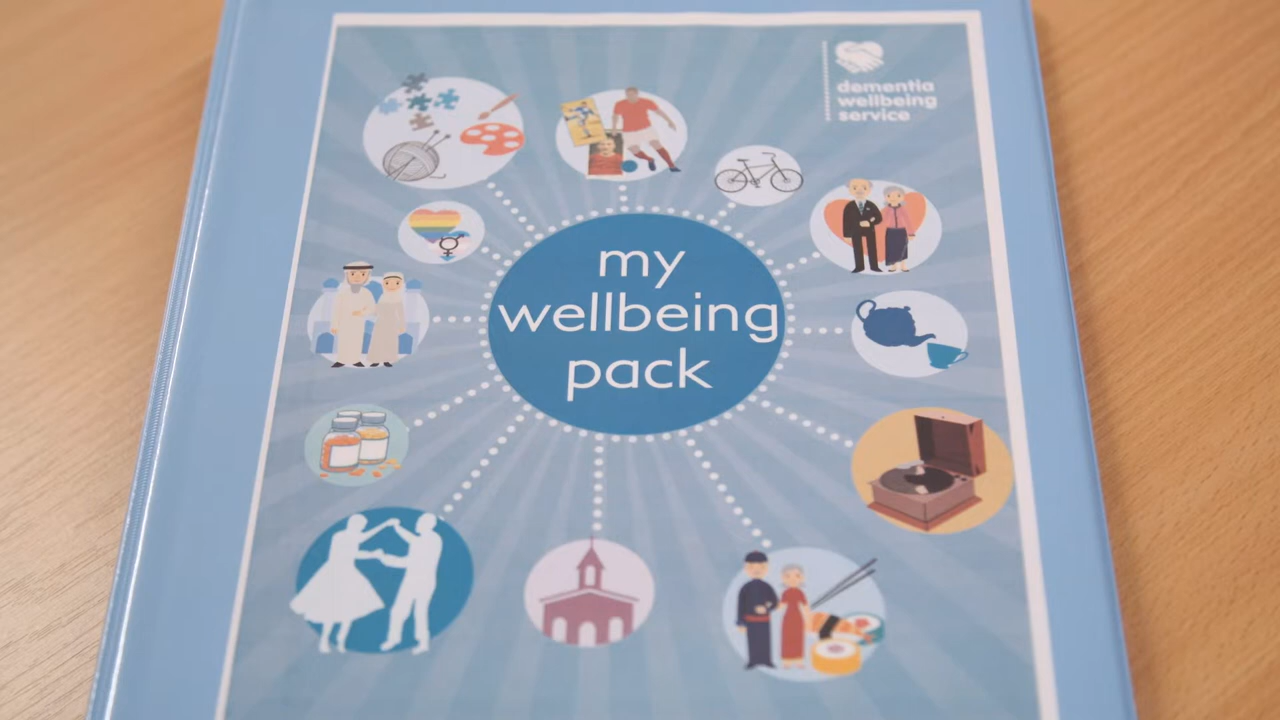 dementia
wellbeing
service
my
wellbeing
pack